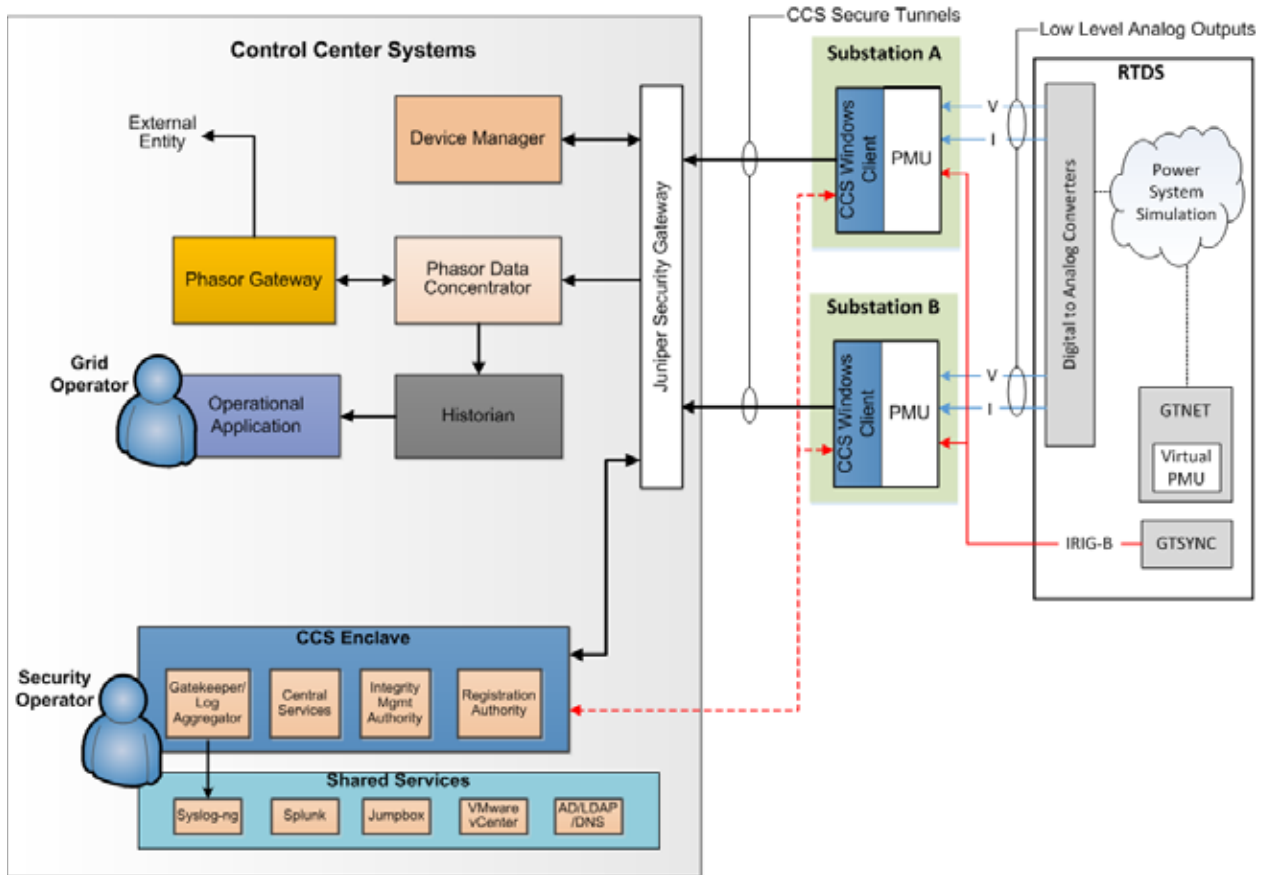 CCS Secure Tunnels
Low Level Analog Outputs
Control Center Systems
External
Entity
Device Manager
Phasor Gateway
Phasor Data
Concentrator
Grid
Operator
Operational
Application
Historian
Juniper Security Gateway
Substation A
CCS Windows
Client
PMU
V
I
Substation B
CCS Windows
Client
PMU
V
I
RTDS
Digital to Analog Converters
Power
System
Simulation
GTNET
Virtual
PMU
IRIG-B
GTSYNC
Security
Operator
CCS Enclave
Gatekeeper/
Log
Aggregator
Central
Services
Integrity
Mgmt
Authority
Registration
Authority
Shared Services
Syslog-ng
Splunk
Jumpbox
VMware
vCenter
AD/LDAP
/DNS